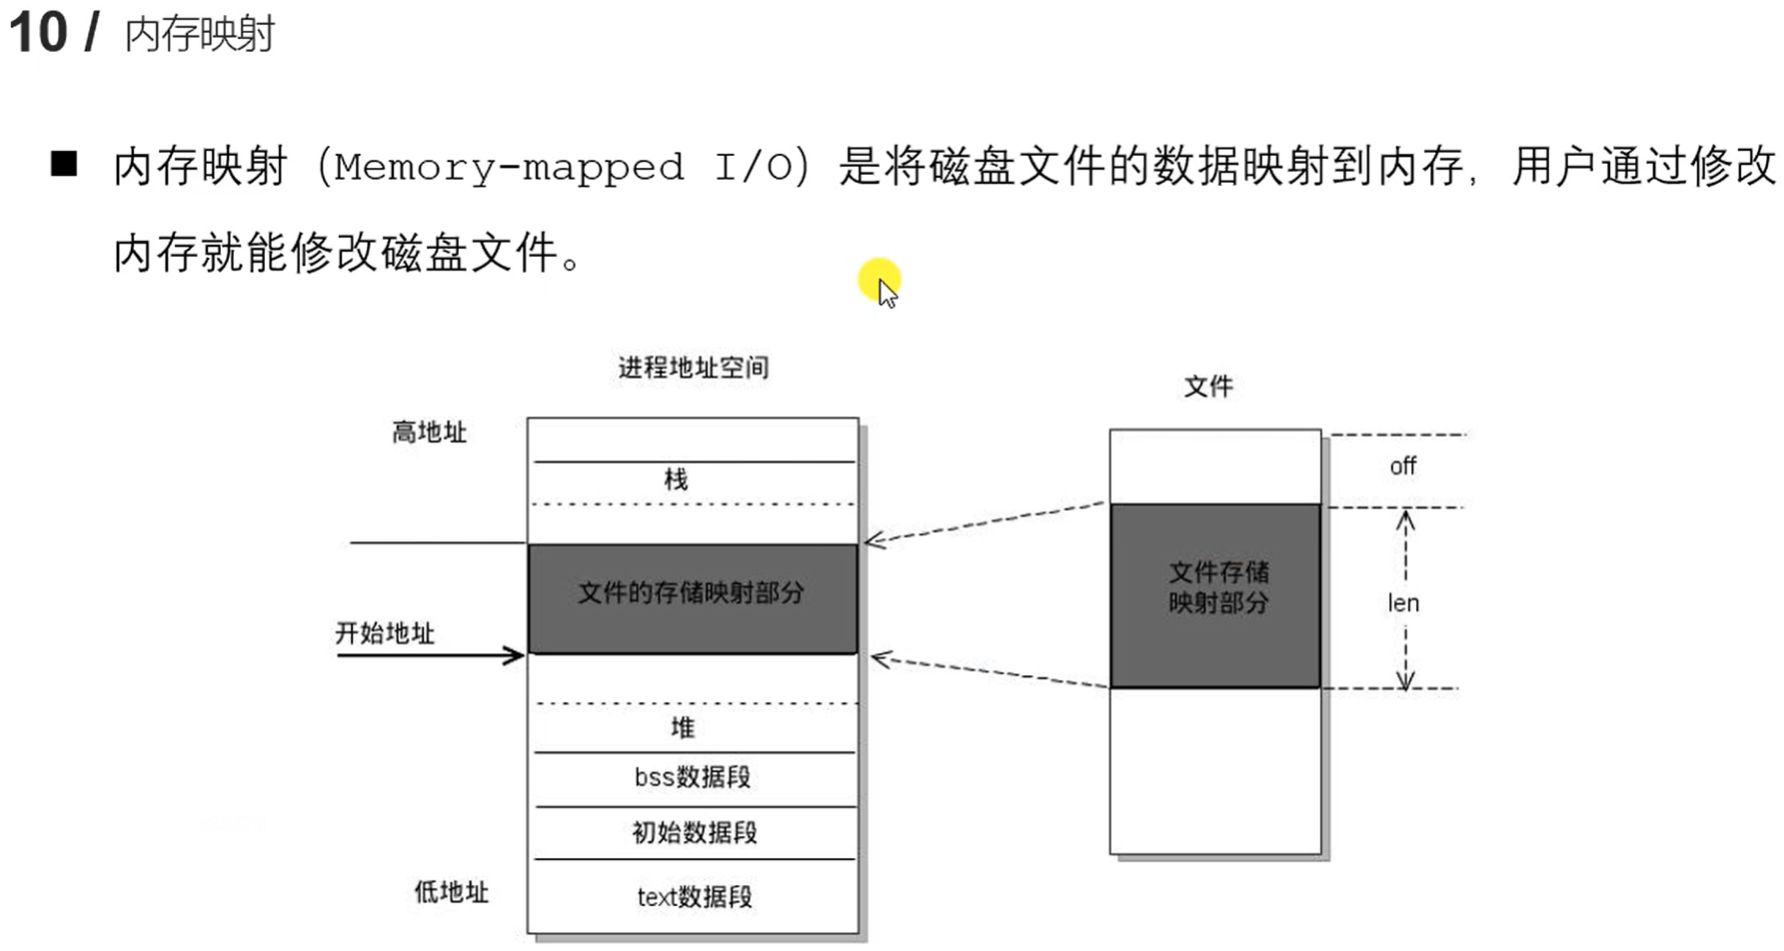 10 / 内存映射
■ 内存映射（Memory-mapped I/O）是将磁盘文件的数据映射到内存，用户通过修改
内存就能修改磁盘文件。
进程地址空间
文件
高地址
栈
off
文件的存储映射部分
文件存储
映射部分
len
开始地址
堆
bss数据段
初始数据段
低地址
text数据段